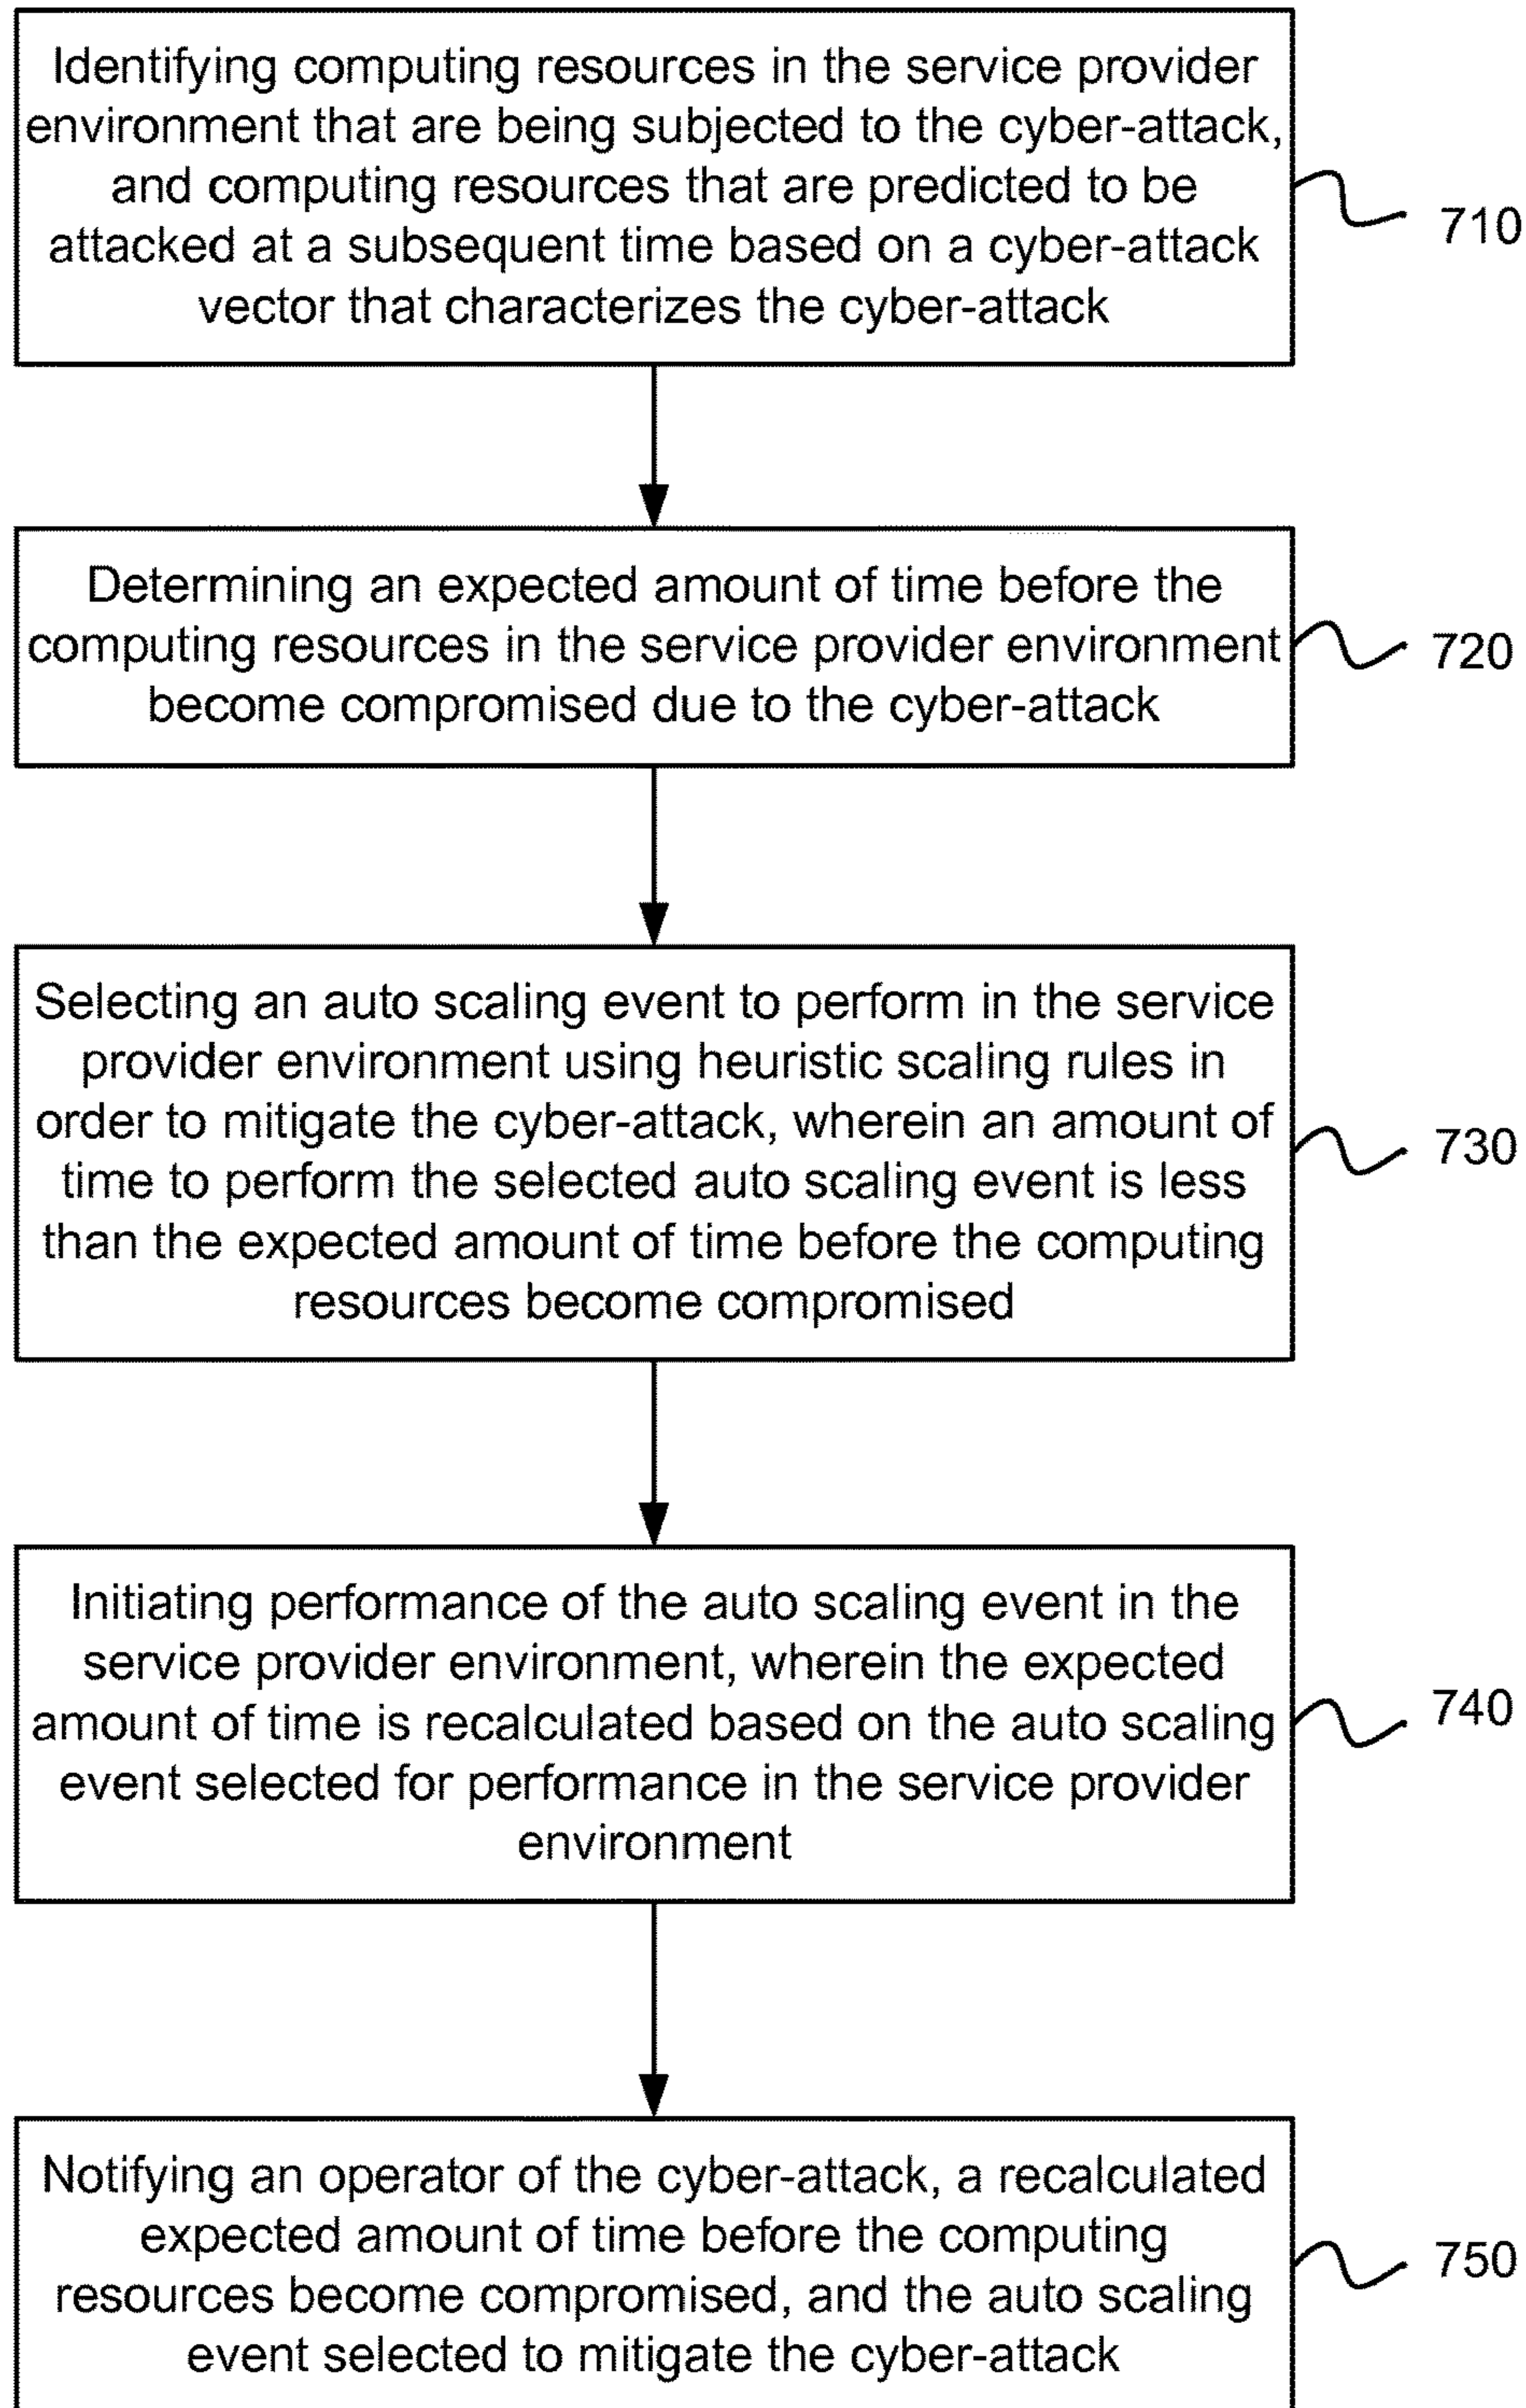 Identifying computing resources in the service provider
environment that are being subjected to the cyber-attack,
and computing resources that are predicted to be
attacked at a subsequent time based on a cyber-attack
vector that characterizes the cyber-attack
710
Determining an expected amount of time before the
computing resources in the service provider environment
become compromised due to the cyber-attack
720
Selecting an auto scaling event to perform in the service
provider environment using heuristic scaling rules in
order to mitigate the cyber-attack, wherein an amount of
time to perform the selected auto scaling event is less
than the expected amount of time before the computing
resources become compromised
730
Initiating performance of the auto scaling event in the
service provider environment, wherein the expected
amount of time is recalculated based on the auto scaling
event selected for performance in the service provider
environment
740
Notifying an operator of the cyber-attack, a recalculated
expected amount of time before the computing
resources become compromised, and the auto scaling
event selected to mitigate the cyber-attack
750